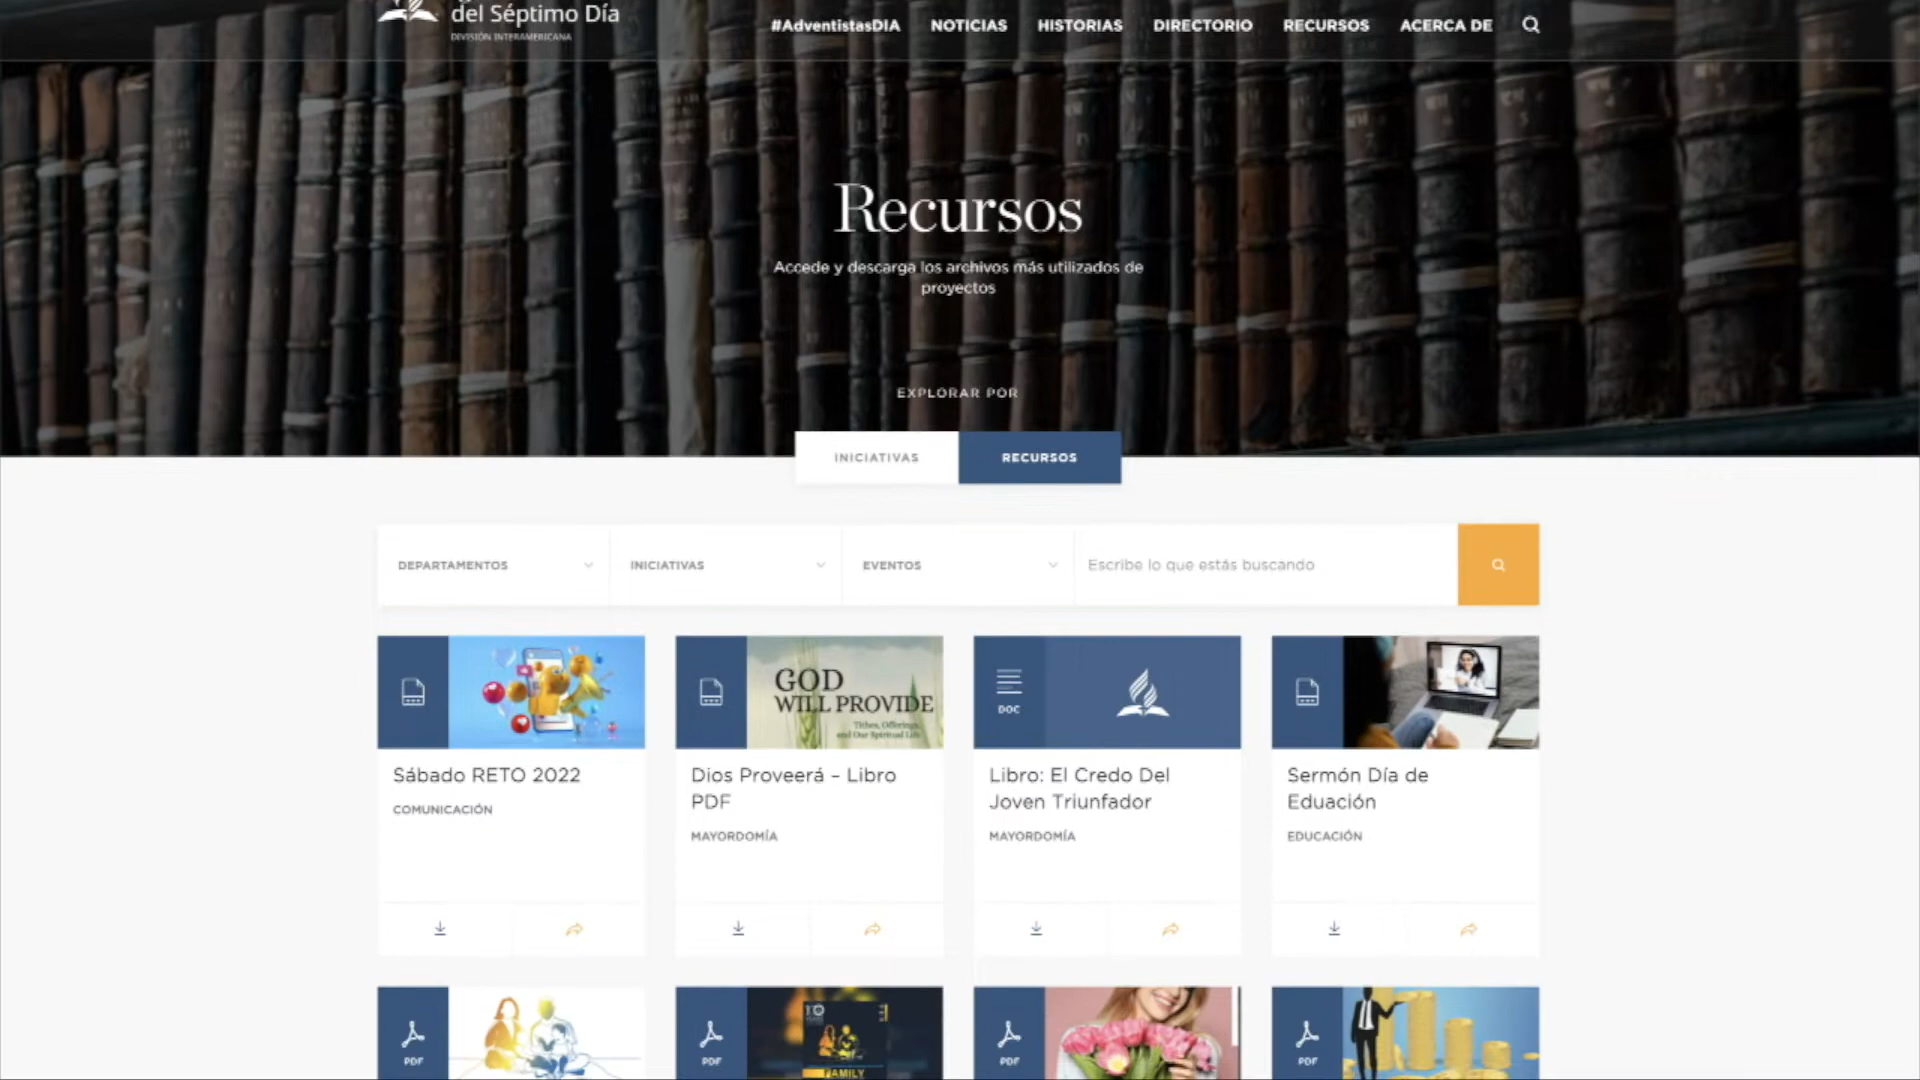 del Séptimo Día
DIVISIÓN INTERAMERICANA
#AdventistasDIA NOTICIAS HISTORIAS DIRECTORIO RECURSOS ACERCA DE
Recursos
Accede y descarga los archivos más utilizados de
proyectos
EXPLORAR POR
INICIATIVAS RECURSOS
DEPARTAMENTOS INICIATIVAS EVENTOS Escribe lo que estás buscando
GOD
WILL PROVIDE
Tithes, Offerings,
and Our Spiritual Life
DOC
Sábado RETO 2022
COMUNICACIÓN
Dios Proveerá – Libro
PDF
MAYORDOMÍA
Libro: El Credo Del
Joven Triunfador
MAYORDOMÍA
Sermón Día de
Eduación
EDUCACIÓN
PDF
PDF
FAMILY
PDF
PDF